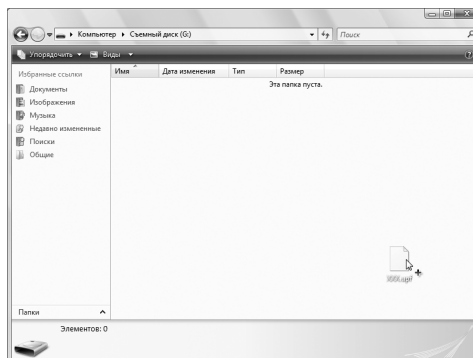 Компьютер ▸ Съемный диск (G:)
Поиск
Упорядочить ▾ Виды ▾
Избранные ссылки
Имя Дата изменения Тип Размер
Эта папка пуста.
Документы
Изображения
Музыка
Недавно измененные
Поиски
Общие
Папки
Элементов: 0